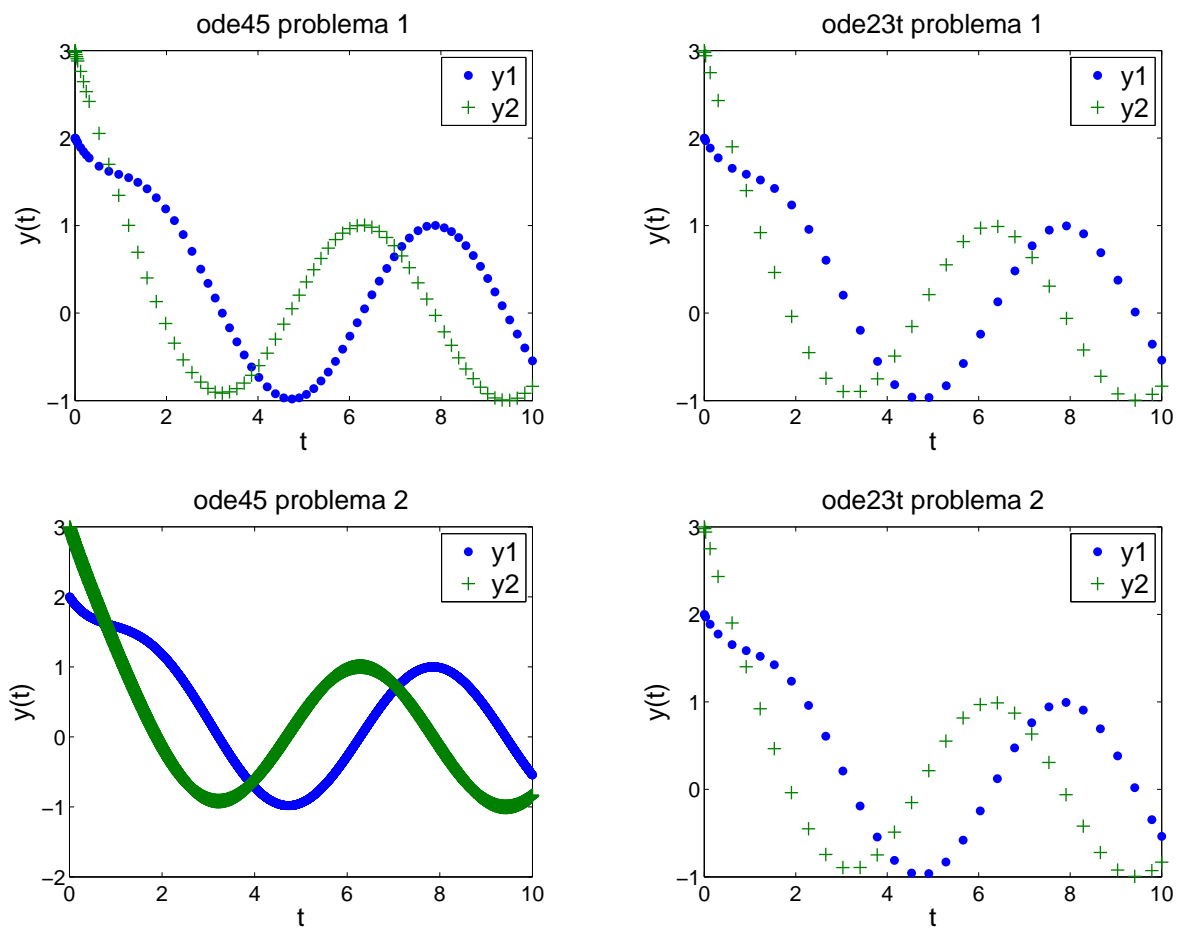 ode45 problema 1
3
2
1
0
−1
0 2 4 6 8 10
y(t)
t
y1
y2
ode23t problema 1
3
2
1
0
−1
0 2 4 6 8 10
y(t)
t
y1
y2
ode45 problema 2
3
2
1
0
−1
−2
0 2 4 6 8 10
y(t)
t
y1
y2
ode23t problema 2
3
2
1
0
−1
0 2 4 6 8 10
y(t)
t
y1
y2